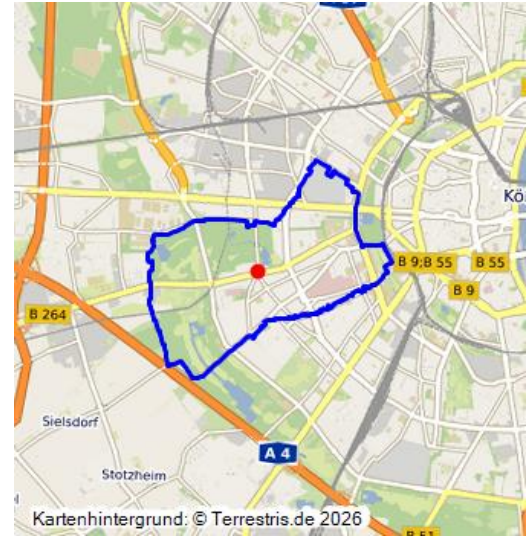 Kö
B 9;B 55
B 55
B 9
B 264
Sielsdorf
A 4
Stotzheim
Kartenhintergrund: © Terrestris.de 2026